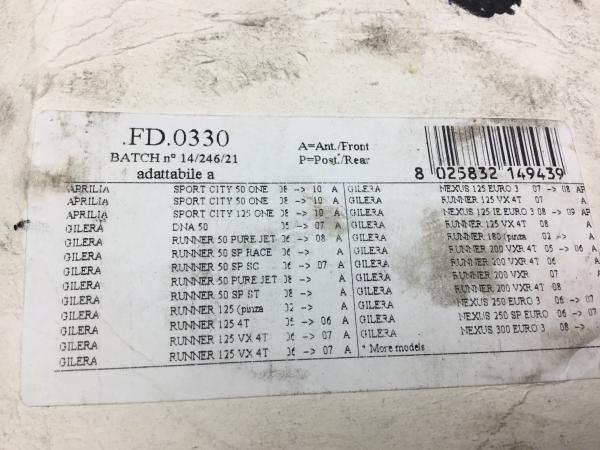 .FD.0330
BATCH n° 14/246/21
adattabile a
A=Ant./Front
P=Post./Rear
8 025832 149439
APRILIA SPORT CITY 50 ONE 08 -> 10 A
APRILIA SPORT CITY 50 ONE 08 -> 10 A
APRILIA SPORT CITY 125 ONE 08 -> 10 A
GILERA DNA 50 05 -> 07 A
GILERA RUNNER 50 PURE JET 06 -> 08 A
GILERA RUNNER 50 SP RACE 06 -> A
GILERA RUNNER 50 SP SC 06 -> 07 A
GILERA RUNNER 50 PURE JET 08 -> A
GILERA RUNNER 50 SP ST 08 -> A
GILERA RUNNER 125 (pinza 02 -> A
GILERA RUNNER 125 4T 05 -> 06 A
GILERA RUNNER 125 VX 4T 06 -> 07 A
GILERA RUNNER 125 VX 4T 06 -> 07 A
GILERA NEXUS 125 EURO 3 07 -> 08 AP
GILERA RUNNER 125 VX 4T 07 A
GILERA NEXUS 125 IE EURO 3 08 -> 09 AP
GILERA RUNNER 125 VX 4T 08 A
GILERA RUNNER 180 (pinza 02 -> A
GILERA RUNNER 200 VXR 4T 05 -> 06 A
GILERA RUNNER 200 VXR 4T 06 A
GILERA RUNNER 200 VXR 07 A
GILERA RUNNER 200 VXR 4T 08 A
GILERA NEXUS 250 EURO 3 06 -> 07
GILERA NEXUS 250 SP EURO 06 -> 07
GILERA NEXUS 300 EURO 3 08 ->
* More models